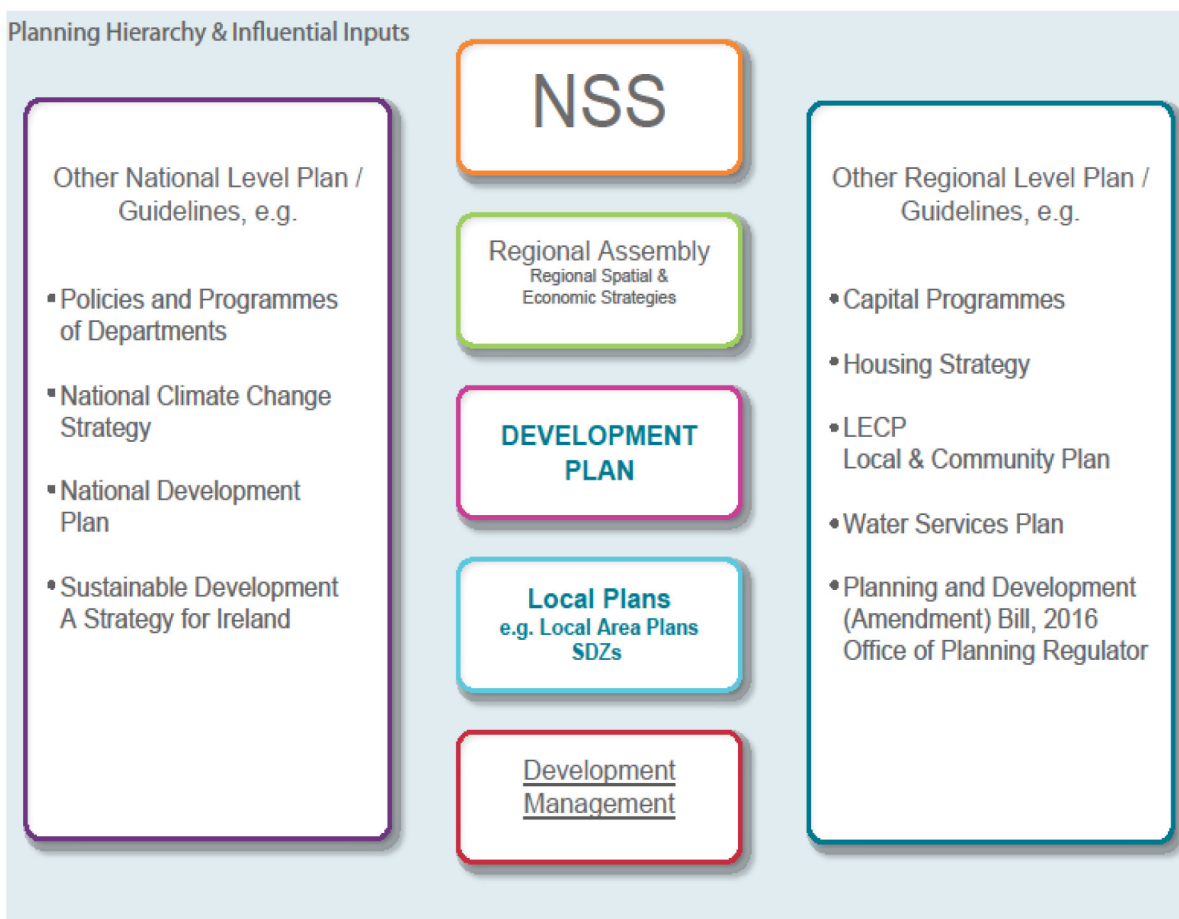 Planning Hierarchy & Influential Inputs
Other National Level Plan /
Guidelines, e.g.
▪ Policies and Programmes
of Departments
▪ National Climate Change
Strategy
▪ National Development
Plan
• Sustainable Development
A Strategy for Ireland
NSS
Regional Assembly
Regional Spatial &
Economic Strategies
DEVELOPMENT
PLAN
Local Plans
e.g. Local Area Plans
SDZs
Development
Management
Other Regional Level Plan /
Guidelines, e.g.
• Capital Programmes
• Housing Strategy
• LECP
Local & Community Plan
• Water Services Plan
• Planning and Development
(Amendment) Bill, 2016
Office of Planning Regulator